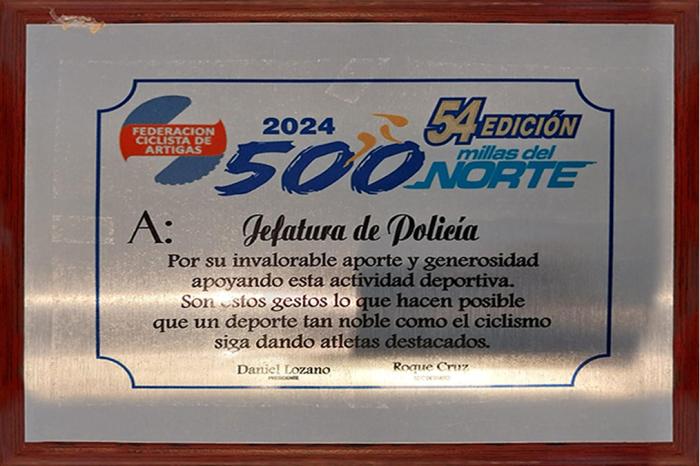 FEDERACION
CICLISTA DE
ARTIGAS
2024
500
54 EDICIÓN
millas del
NORTE
A: Jefatura de Policía
Por su invalorable aporte y generosidad
apoyando esta actividad deportiva.
Son estos gestos lo que hacen posible
que un deporte tan noble como el ciclismo
siga dando atletas destacados.
Daniel Lozano Roque Cruz
PRESIDENTE